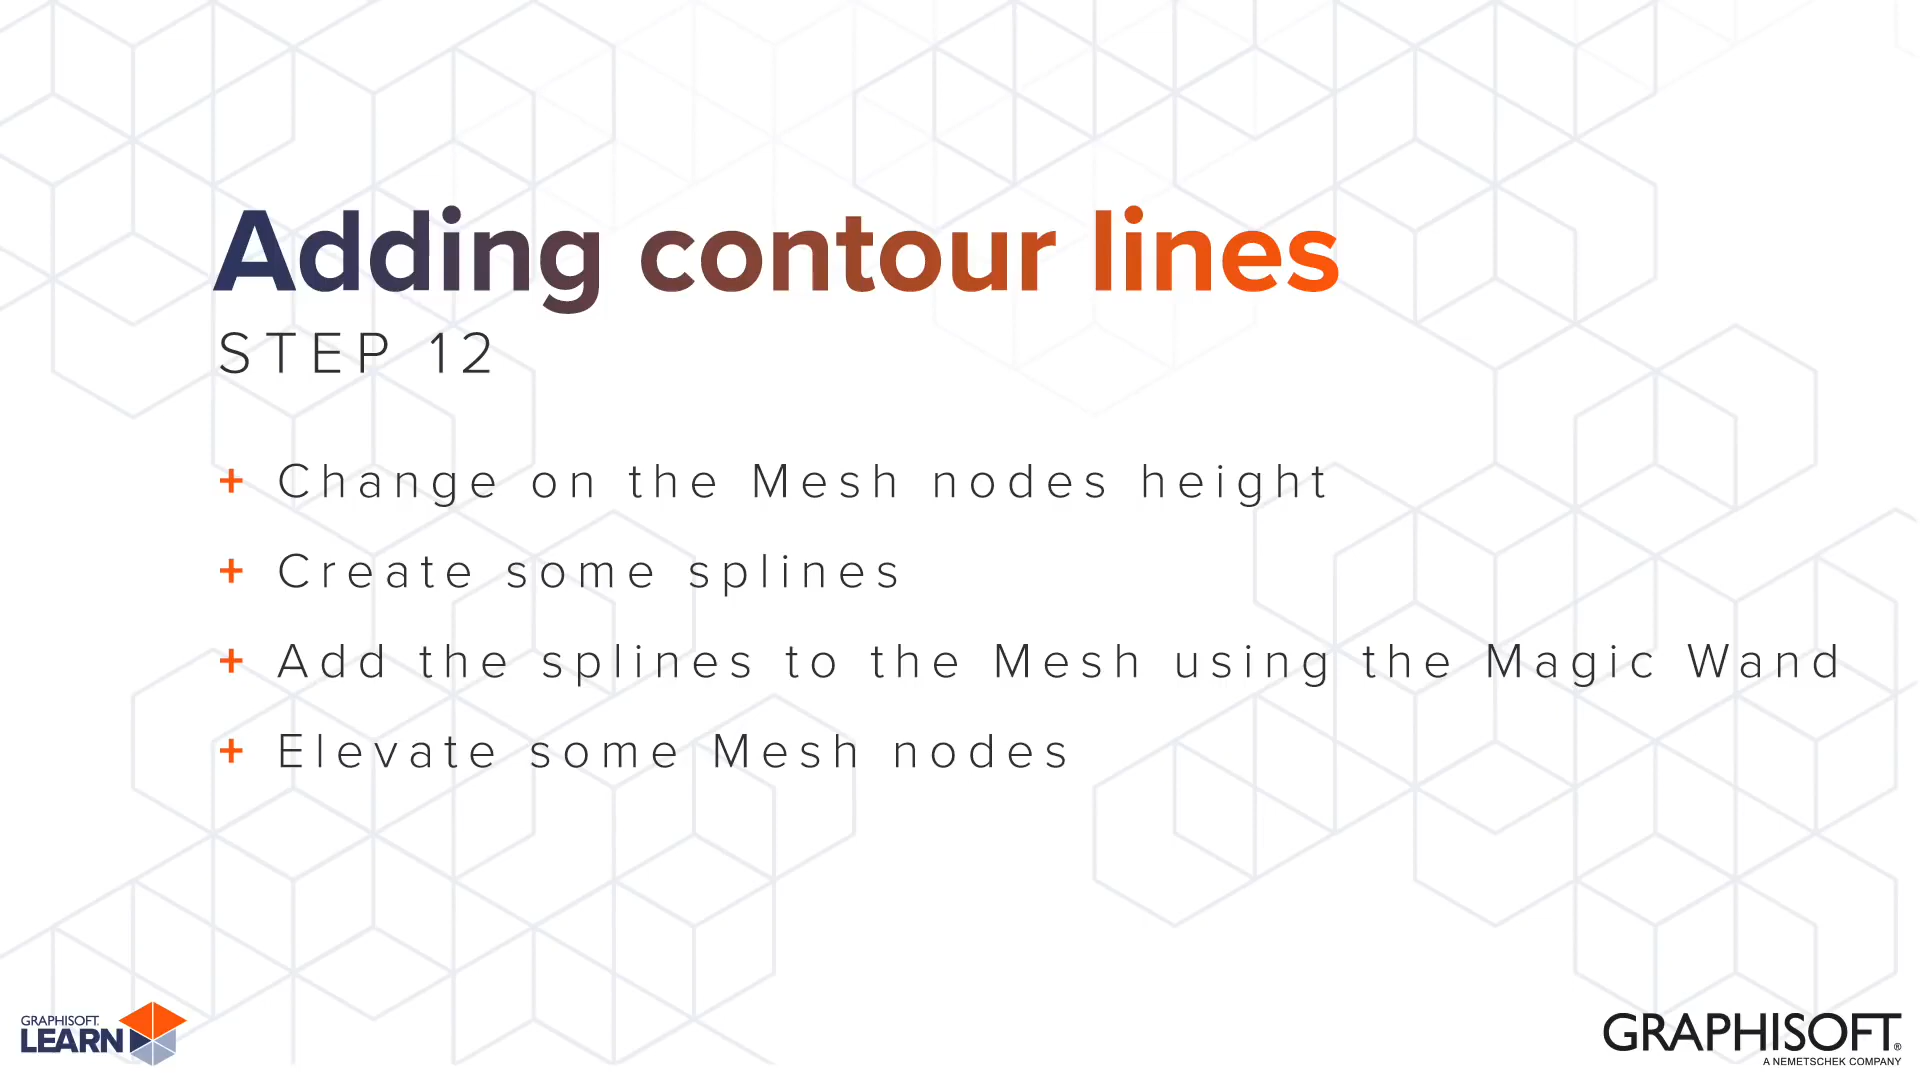 Adding contour lines
STEP 12
+ Change on the Mesh nodes height
+ Create some splines
+ Add the splines to the Mesh using the Magic Wand
+ Elevate some Mesh nodes
GRAPHISOFT.
LEARN
GRAPHISOFT®
A NEMETSCHEK COMPANY